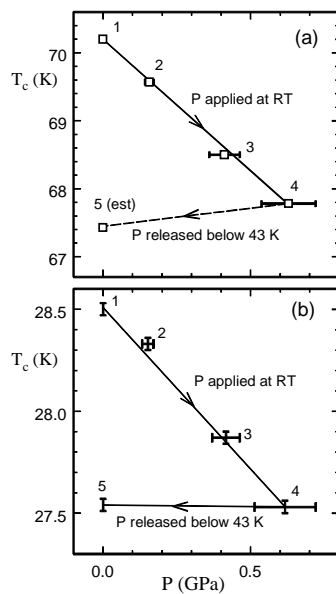 (a)
70
69
68
67
T_c (K)
1
2
3
4
5 (est)
P applied at RT
P released below 43 K
(b)
28.5
28.0
27.5
T_c (K)
1
2
3
4
5
P applied at RT
P released below 43 K
0.0
0.5
P (GPa)